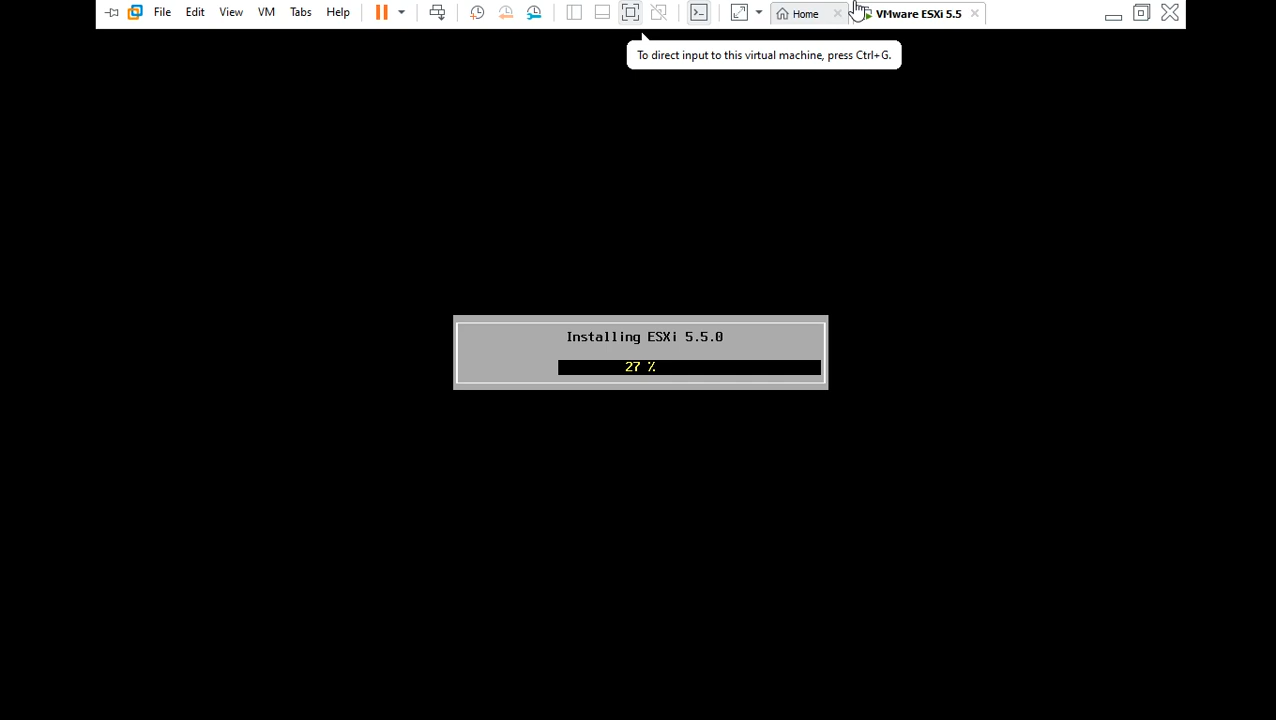 File Edit View VM Tabs Help Home VMware ESXi 5.5
To direct input to this virtual machine, press Ctrl+G.
Installing ESXi 5.5.0
27 %